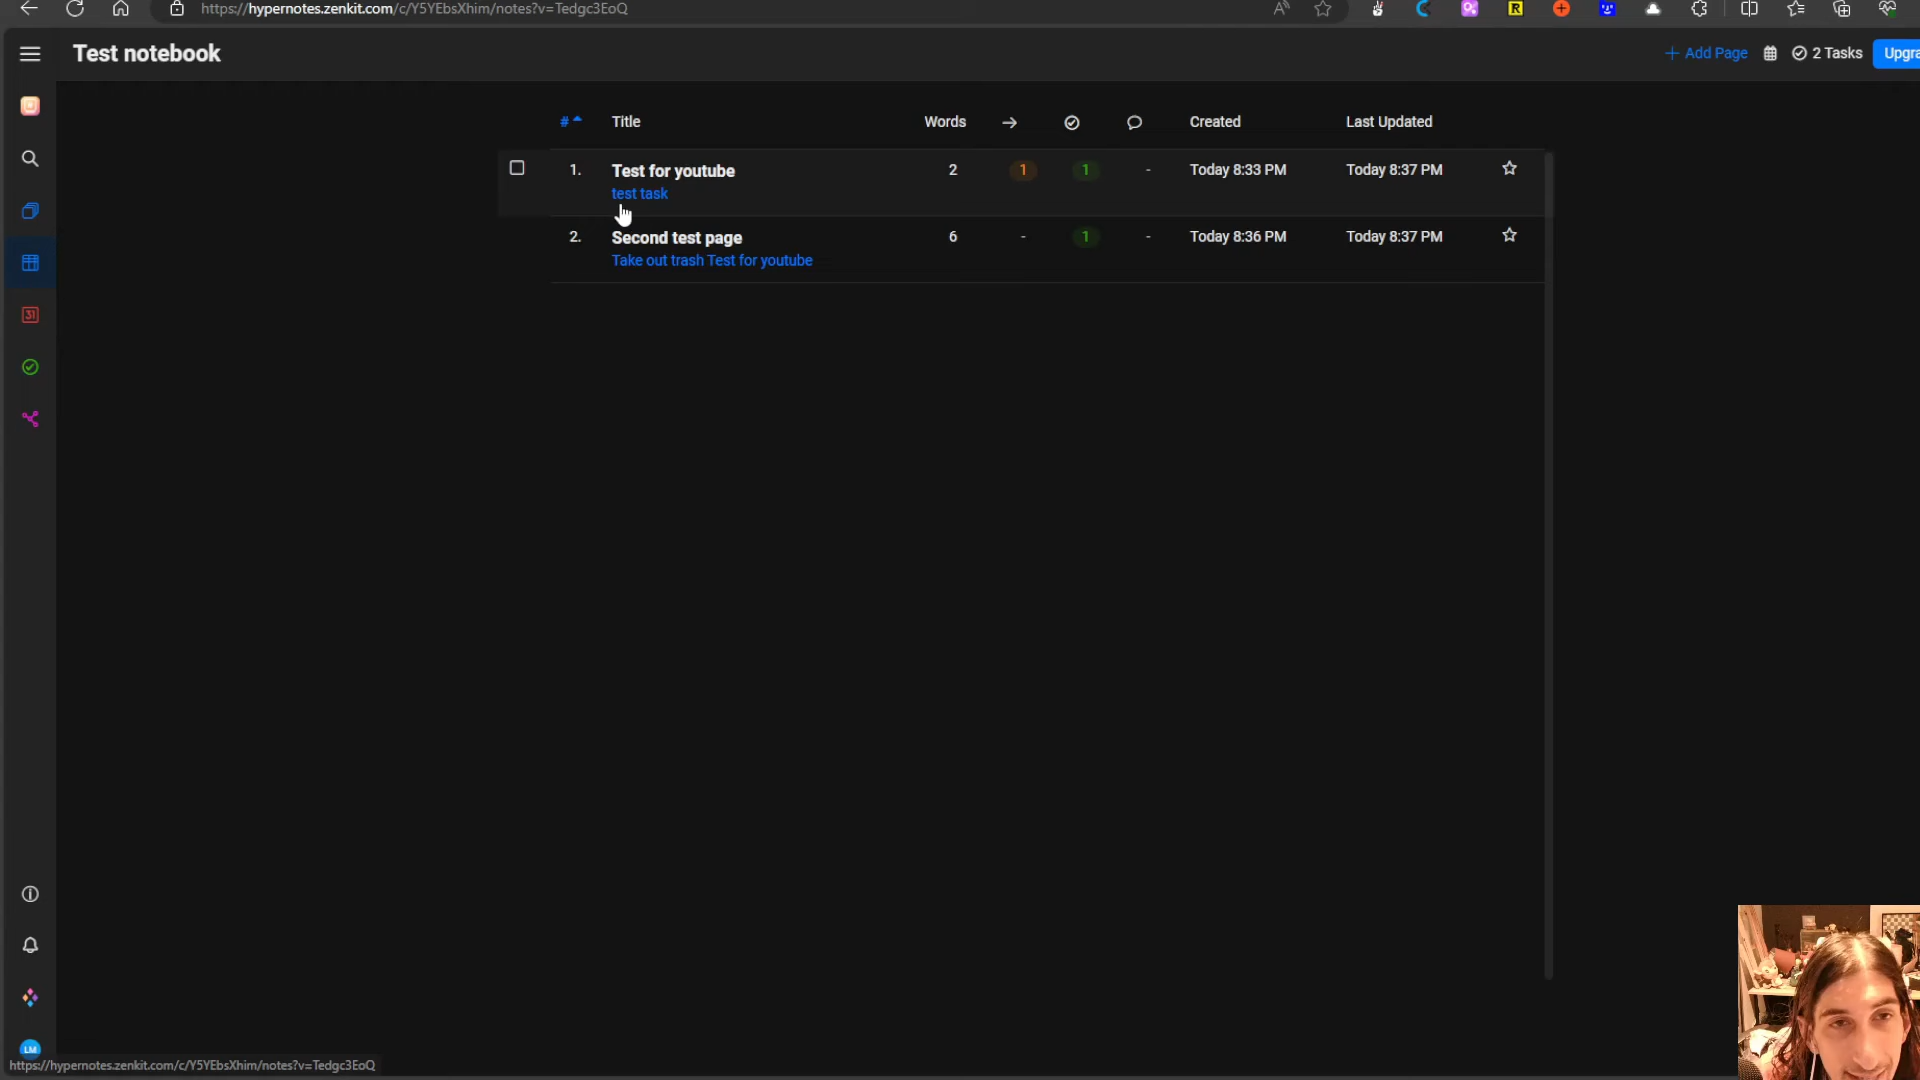 https://hypernotes.zenkit.com/c/Y5YEbsXhim/notes?v=Tedgc3EoQ
Test notebook
+ Add Page
2 Tasks
Upgra
# Title Words Created Last Updated
1. Test for youtube 2 1 1 - Today 8:33 PM Today 8:37 PM
test task
2. Second test page 6 - 1 - Today 8:36 PM Today 8:37 PM
Take out trash Test for youtube
31
LM
https://hypernotes.zenkit.com/c/Y5YEbsXhim/notes?v=Tedgc3EoQ